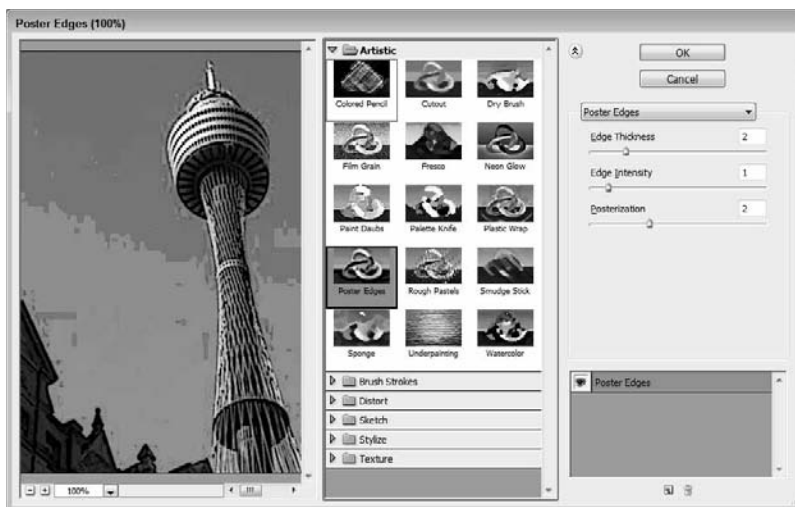 Poster Edges (100%)
Artistic
Colored Pencil
Cutout
Dry Brush
Film Grain
Fresco
Neon Glow
Paint Daubs
Palette Knife
Plastic Wrap
Poster Edges
Rough Pastels
Smudge Stick
Sponge
Underpainting
Watercolor
Brush Strokes
Distort
Sketch
Stylize
Texture
100%
OK
Cancel
Poster Edges
Edge Thickness 2
Edge Intensity 1
Posterization 2
Poster Edges